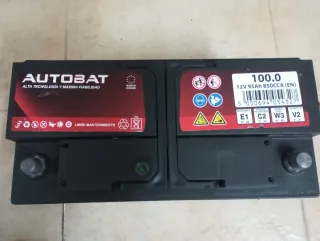 AUTOBAT
ALTA TECNOLOGÍA Y MÁXIMA FIABILIDAD
LIBRE MANTENIMIENTO
100.0
12V 95Ah 850CCA (EN)
E1 C2 W3 V2